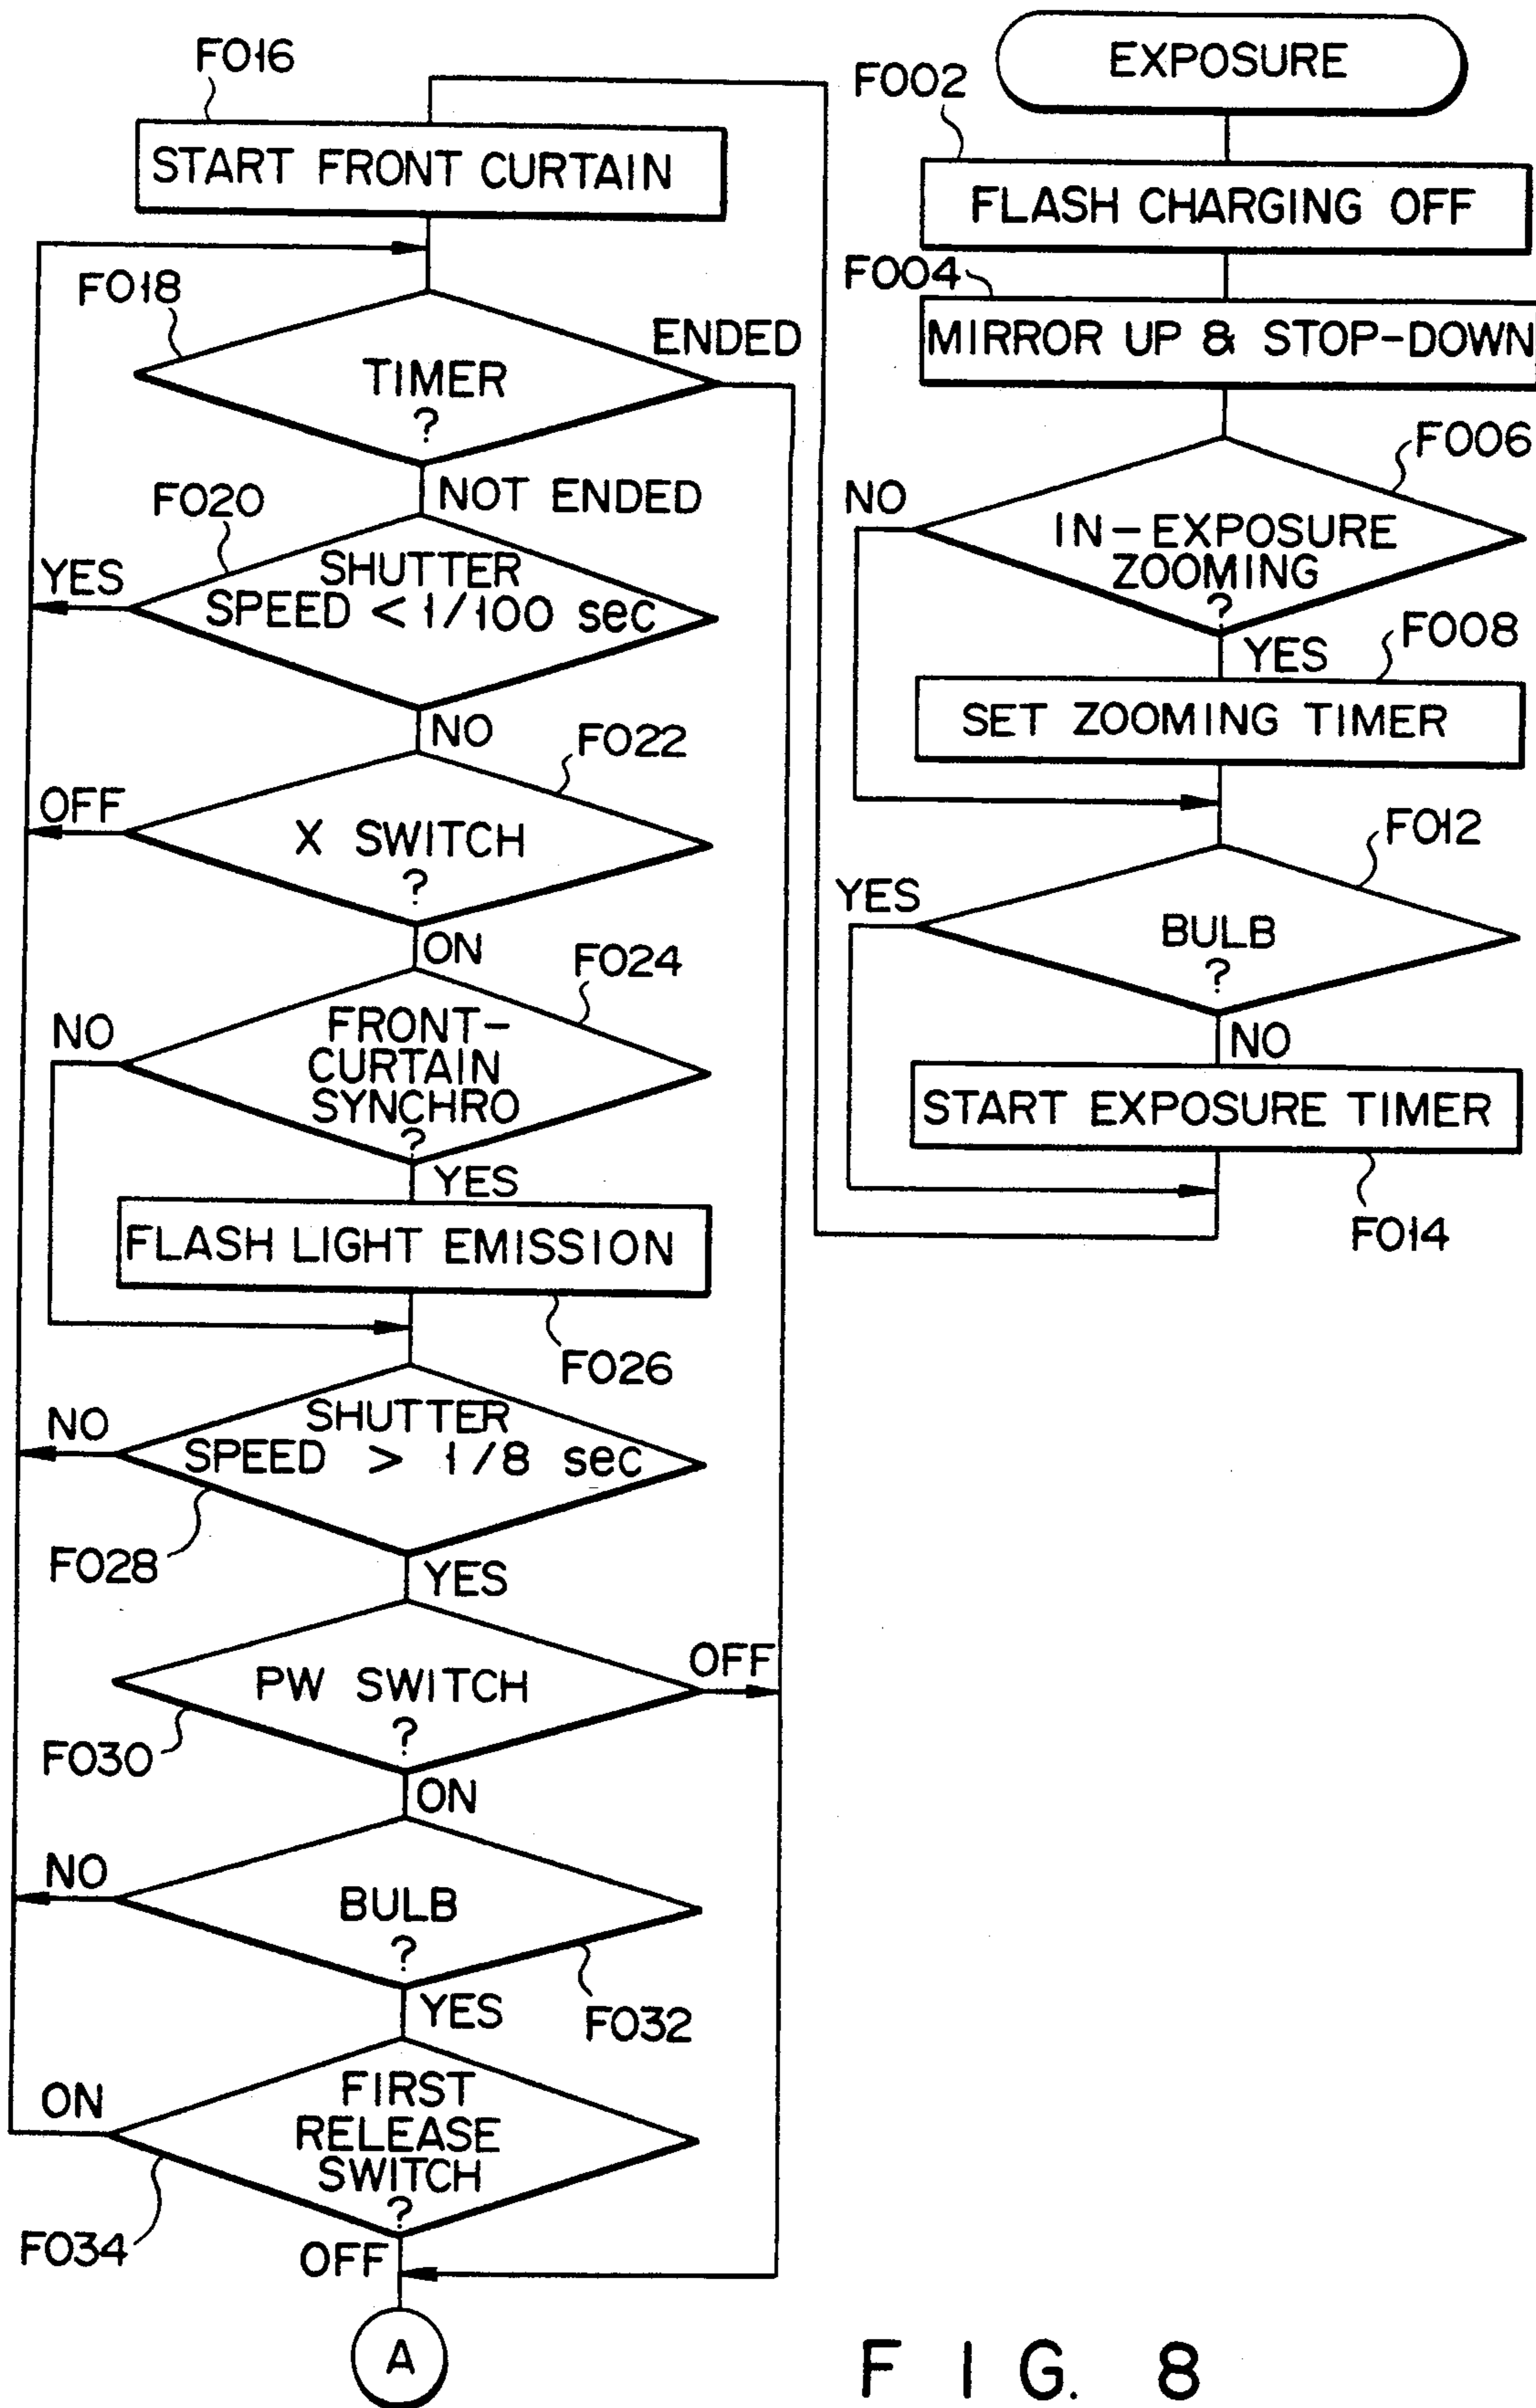 EXPOSURE
F002
FLASH CHARGING OFF
F004
MIRROR UP & STOP-DOWN
F006
NO
IN-EXPOSURE
ZOOMING
?
YES
F008
SET ZOOMING TIMER
F012
YES
BULB
?
NO
START EXPOSURE TIMER
F014
F016
START FRONT CURTAIN
F018
ENDED
TIMER
?
NOT ENDED
F020
YES
SHUTTER
SPEED < 1/100 sec
NO
F022
OFF
X SWITCH
?
ON
F024
NO
FRONT-
CURTAIN
SYNCHRO
?
YES
FLASH LIGHT EMISSION
F026
NO
SHUTTER
SPEED > 1/8 sec
F028
YES
OFF
PW SWITCH
?
F030
ON
NO
BULB
?
YES
F032
ON
FIRST
RELEASE
SWITCH
?
F034
OFF
A
FIG. 8